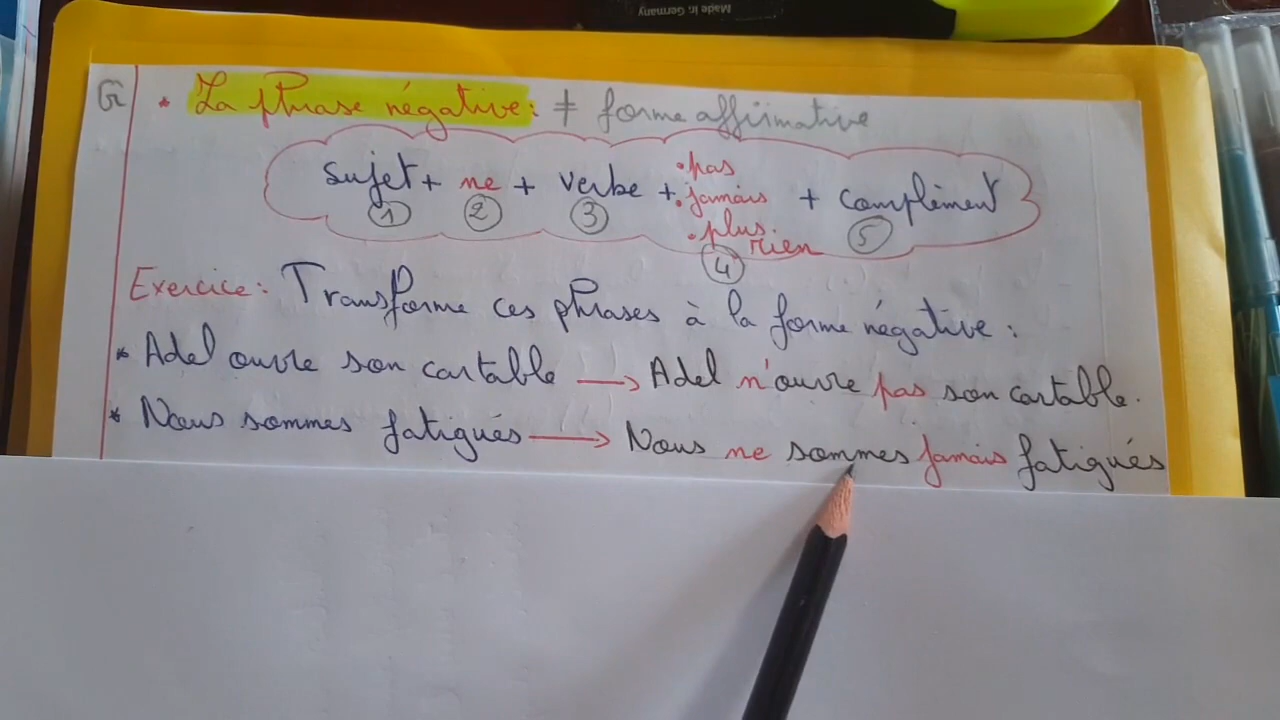 Made in Germany
G • La phrase négative : ≠ forme affirmative
sujet + ne + verbe + • pas • jamais • plus • rien + complément
① ② ③ ④ ⑤
Exercice : Transforme ces phrases à la forme négative :
* Adel ouvre son cartable → Adel n'ouvre pas son cartable.
* Nous sommes fatigués → Nous ne sommes jamais fatigués